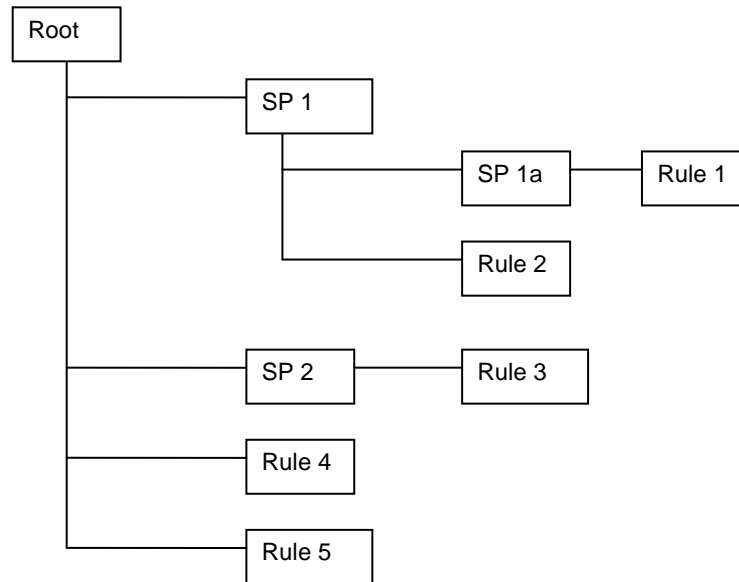 Root
SP 1
SP 1a
Rule 1
Rule 2
SP 2
Rule 3
Rule 4
Rule 5